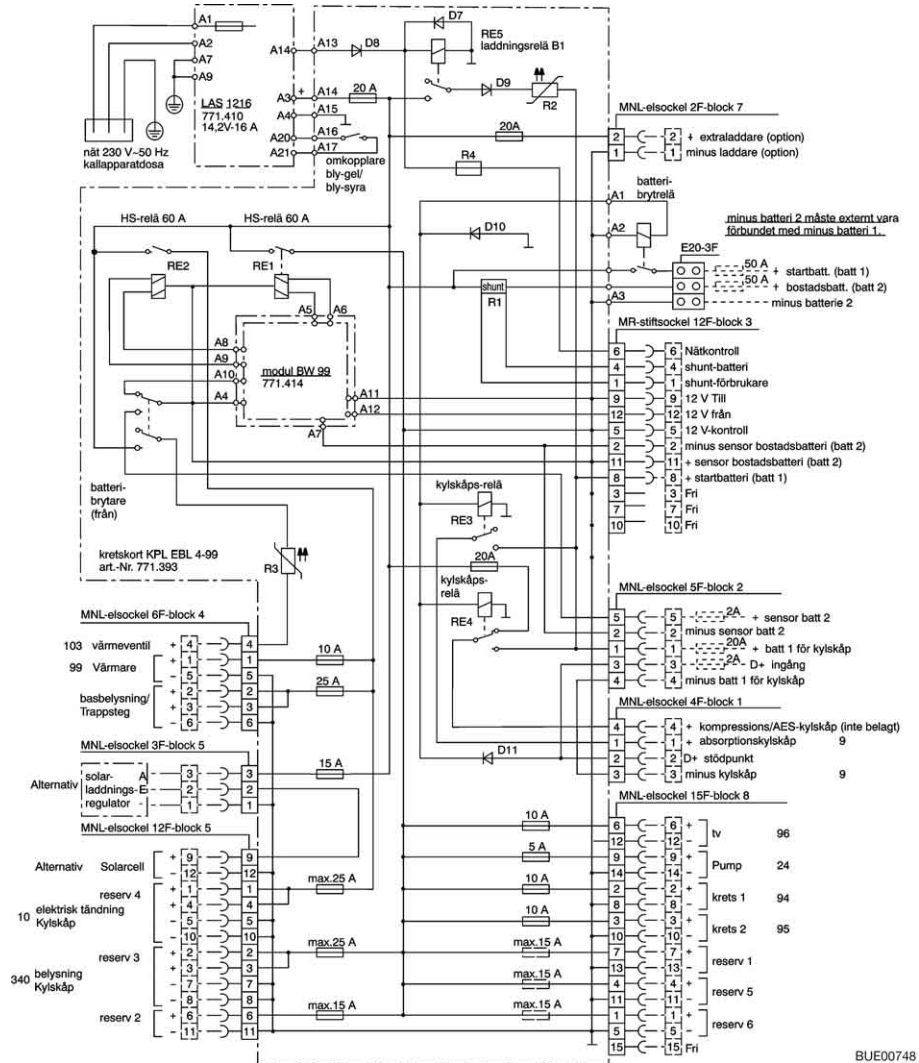 A1
A2
A7
A9
A14
A3 +
A4
A20
A21
LAS 1216
771.410
14,2V-16 A
nät 230 V~50 Hz
kallapparatdosa
A13
A14
A15
A16
A17
20 A
omkopplare
bly-gel/
bly-syra
D7
D8
RE5
laddningsrelä B1
D9
R2
20A
R4
MNL-elsockel 2F-block 7
2 2 + extraladdare (option)
1 1 minus laddare (option)
A1
batteri-
brytrelä
A2
minus batteri 2 måste externt vara
förbundet med minus batteri 1.
E20-3F
50 A + startbatt. (batt 1)
50 A + bostadsbatt. (batt 2)
A3
minus batterie 2
D10
shunt
R1
HS-relä 60 A
HS-relä 60 A
RE2
RE1
A5
A6
A8
A9
A10
A4
modul BW 99
771.414
A11
A12
A7
MR-stiftsockel 12F-block 3
6 6 Nätkontroll
4 4 shunt-batteri
1 1 shunt-förbrukare
9 9 12 V Till
12 12 12 V från
5 5 12 V-kontroll
2 2 minus sensor bostadsbatteri (batt 2)
11 11 + sensor bostadsbatteri (batt 2)
8 8 + startbatteri (batt 1)
3 3 Fri
7 7 Fri
10 10 Fri
batteri-
brytare
(från)
kretskort KPL EBL 4-99
art.-Nr. 771.393
R3
kylskåps-relä
RE3
20A
kylskåps-
relä
RE4
D11
MNL-elsockel 5F-block 2
5 5 2A + sensor batt 2
2 2 minus sensor batt 2
1 1 20A + batt 1 för kylskåp
3 3 2A D+ ingång
4 4 minus batt 1 för kylskåp
MNL-elsockel 4F-block 1
4 4 + kompressions/AES-kylskåp (inte belagt)
1 1 + absorptionskylskåp 9
2 2 D+ stödpunkt
3 3 minus kylskåp 9
MNL-elsockel 6F-block 4
103 värmeventil + 4 4
99 Värmare + 1 1 10 A
- 5 5
basbelysning/
Trappsteg
+ 2 2 25 A
+ 3 3
- 6 6
MNL-elsockel 3F-block 5
Alternativ
solar-
laddnings-
regulator
A 3 3 15 A
E 2 2
- 1 1
MNL-elsockel 12F-block 5
Alternativ Solarcell + 9 9
- 12 12
reserv 4 + 1 1 max.25 A
+ 4 4
10 elektrisk tändning
Kylskåp
- 5 5
- 10 10
reserv 3 + 2 2 max.25 A
+ 3 3
340 belysning
Kylskåp
- 7 7
- 8 8
reserv 2 + 6 6 max.15 A
- 11 11
MNL-elsockel 15F-block 8
10 A 6 6 +
12 12 -
tv 96
5 A 9 9 +
14 14 -
Pump 24
10 A 2 2 +
8 8 -
krets 1 94
10 A 3 3 +
10 10 -
krets 2 95
max.15 A 7 7 +
13 13 -
reserv 1
max.15 A 4 4 +
11 11 -
reserv 5
max.15 A 1 1 +
5 5 -
reserv 6
15 15 Fri
BUE00748